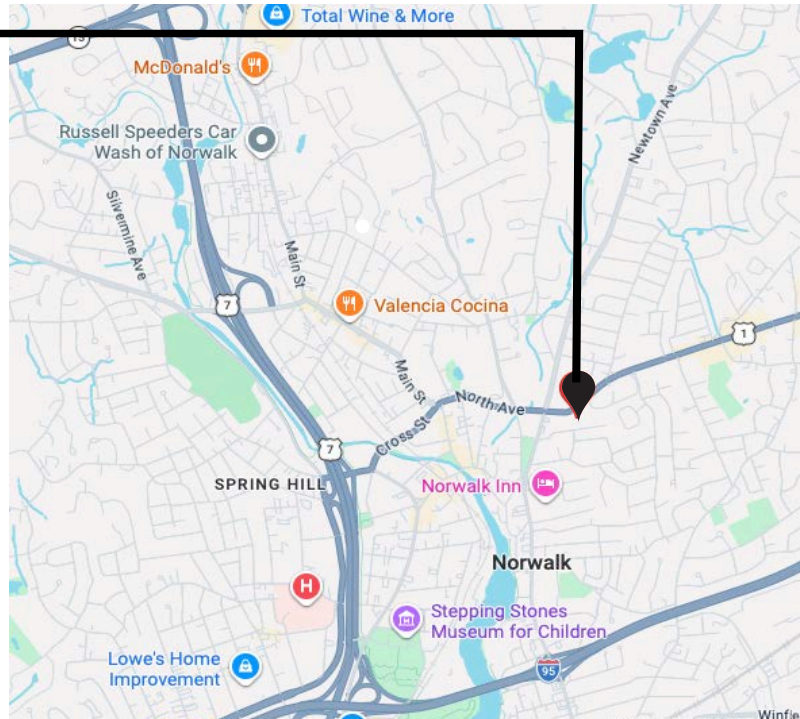 Total Wine & More
15
McDonald's
Russell Speeders Car
Wash of Norwalk
Newtown Ave
Silvermine Ave
Main St
7
Valencia Cocina
1
Main St
North Ave
Cross St
7
SPRING HILL
Norwalk Inn
Norwalk
H
Stepping Stones
Museum for Children
Lowe's Home
Improvement
95